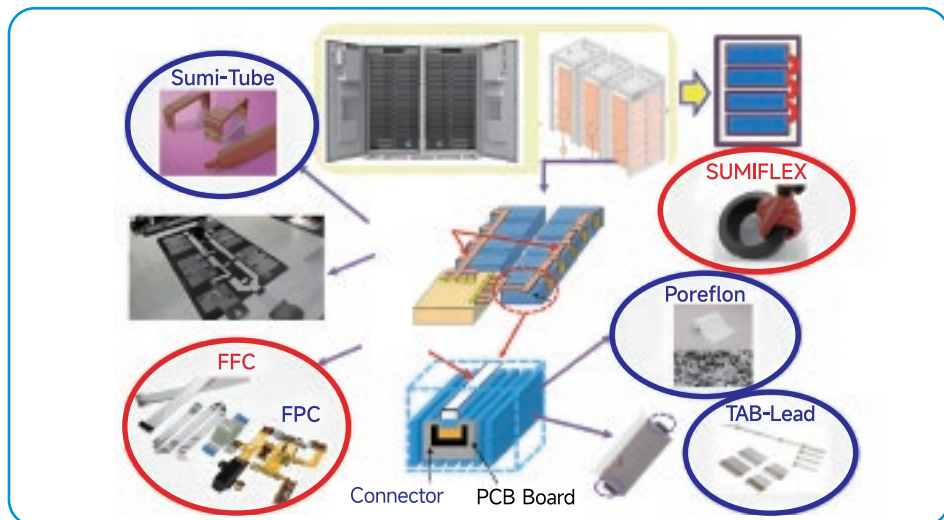 Sumi-Tube
SUMIFLEX
Poreflon
FFC
FPC
TAB-Lead
Connector
PCB Board